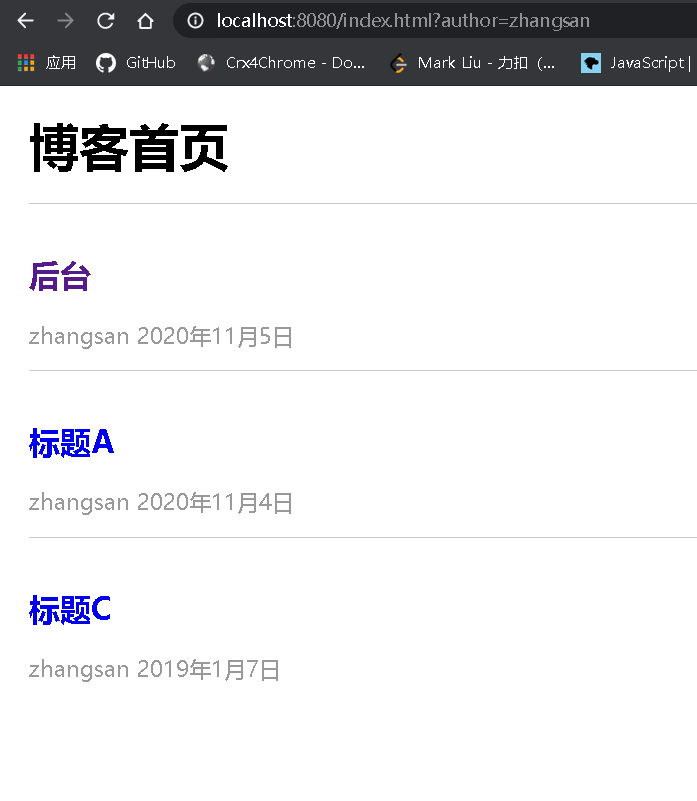 localhost:8080/index.html?author=zhangsan
应用 GitHub Crx4Chrome - Do... Mark Liu - 力扣（... JavaScript |
博客首页
后台
zhangsan 2020年11月5日
标题A
zhangsan 2020年11月4日
标题C
zhangsan 2019年1月7日